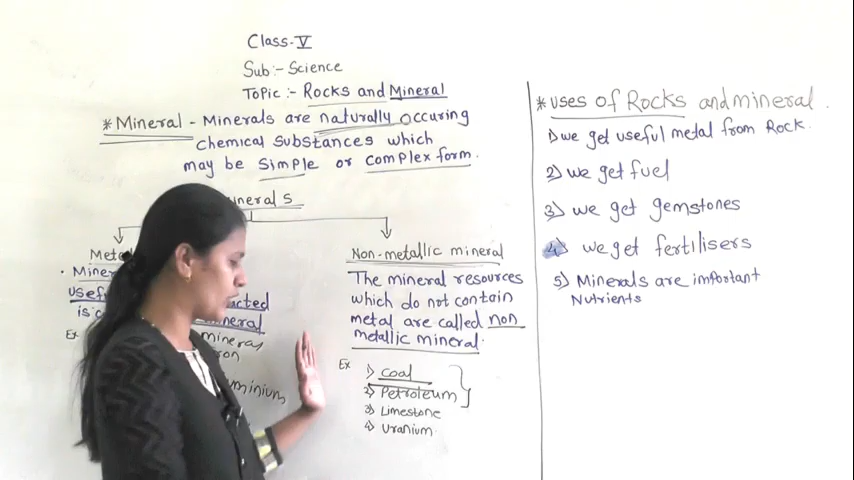 Class-V
Sub:- Science
Topic:- Rocks and Mineral
* Mineral - Minerals are naturally occuring
chemical substances which
may be simple or complex form.
Non-metallic mineral
The mineral resources
which do not contain
metal are called non
metallic mineral.
Ex
1) coal
2) Petroleum
3) Limestone
4) Uranium
* uses of Rocks and mineral.
1) we get useful metal from Rock.
2) we get fuel
3) we get gemstones
4) we get fertilisers
5) Minerals are important
Nutrients